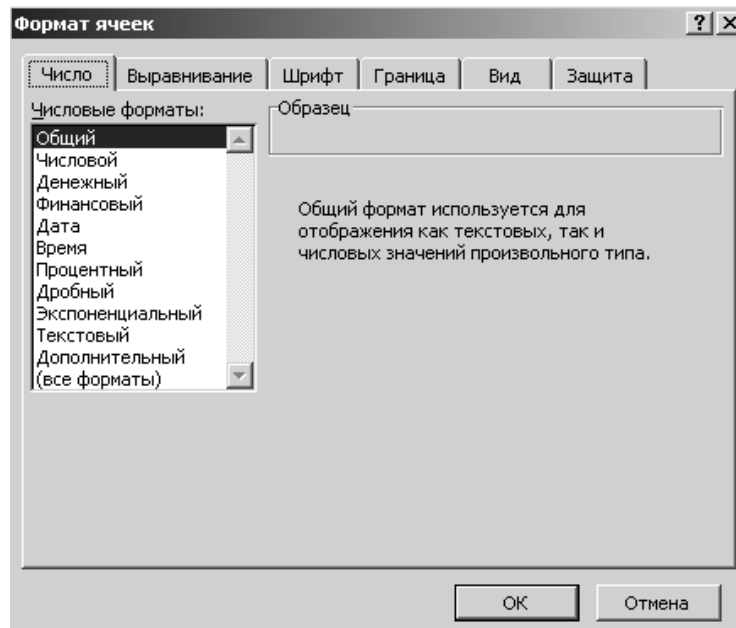 Формат ячеек
Число Выравнивание Шрифт Граница Вид Защита
Числовые форматы:
Общий
Числовой
Денежный
Финансовый
Дата
Время
Процентный
Дробный
Экспоненциальный
Текстовый
Дополнительный
(все форматы)
Образец
Общий формат используется для
отображения как текстовых, так и
числовых значений произвольного типа.
ОК Отмена